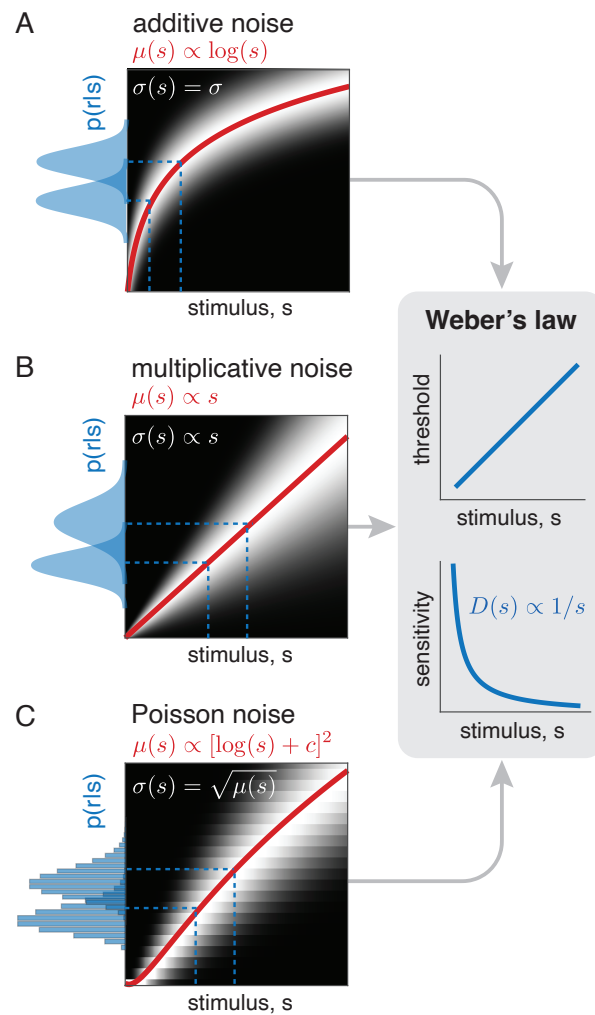 A
additive noise
μ(s) ∝ log(s)
σ(s) = σ
p(r|s)
stimulus, s
B
multiplicative noise
μ(s) ∝ s
σ(s) ∝ s
p(r|s)
stimulus, s
C
Poisson noise
μ(s) ∝ [log(s) + c]²
σ(s) = √μ(s)
p(r|s)
stimulus, s
Weber's law
threshold
stimulus, s
sensitivity
D(s) ∝ 1/s
stimulus, s